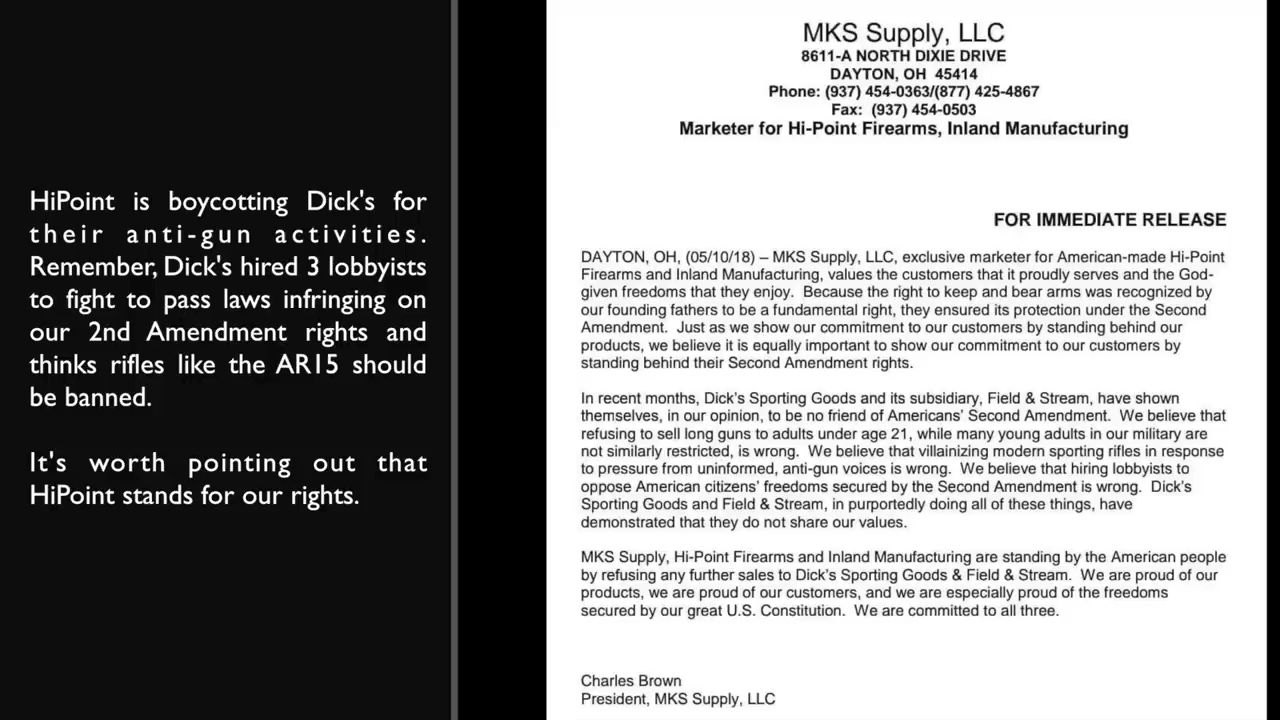 HiPoint is boycotting Dick's for
their anti-gun activities.
Remember, Dick's hired 3 lobbyists
to fight to pass laws infringing on
our 2nd Amendment rights and
thinks rifles like the AR15 should
be banned.
It's worth pointing out that
HiPoint stands for our rights.
MKS Supply, LLC
8611-A NORTH DIXIE DRIVE
DAYTON, OH 45414
Phone: (937) 454-0363/(877) 425-4867
Fax: (937) 454-0503
Marketer for Hi-Point Firearms, Inland Manufacturing
FOR IMMEDIATE RELEASE
DAYTON, OH, (05/10/18) – MKS Supply, LLC, exclusive marketer for American-made Hi-Point
Firearms and Inland Manufacturing, values the customers that it proudly serves and the God-
given freedoms that they enjoy. Because the right to keep and bear arms was recognized by
our founding fathers to be a fundamental right, they ensured its protection under the Second
Amendment. Just as we show our commitment to our customers by standing behind our
products, we believe it is equally important to show our commitment to our customers by
standing behind their Second Amendment rights.
In recent months, Dick's Sporting Goods and its subsidiary, Field & Stream, have shown
themselves, in our opinion, to be no friend of Americans' Second Amendment. We believe that
refusing to sell long guns to adults under age 21, while many young adults in our military are
not similarly restricted, is wrong. We believe that villainizing modern sporting rifles in response
to pressure from uninformed, anti-gun voices is wrong. We believe that hiring lobbyists to
oppose American citizens' freedoms secured by the Second Amendment is wrong. Dick's
Sporting Goods and Field & Stream, in purportedly doing all of these things, have
demonstrated that they do not share our values.
MKS Supply, Hi-Point Firearms and Inland Manufacturing are standing by the American people
by refusing any further sales to Dick's Sporting Goods & Field & Stream. We are proud of our
products, we are proud of our customers, and we are especially proud of the freedoms
secured by our great U.S. Constitution. We are committed to all three.
Charles Brown
President, MKS Supply, LLC